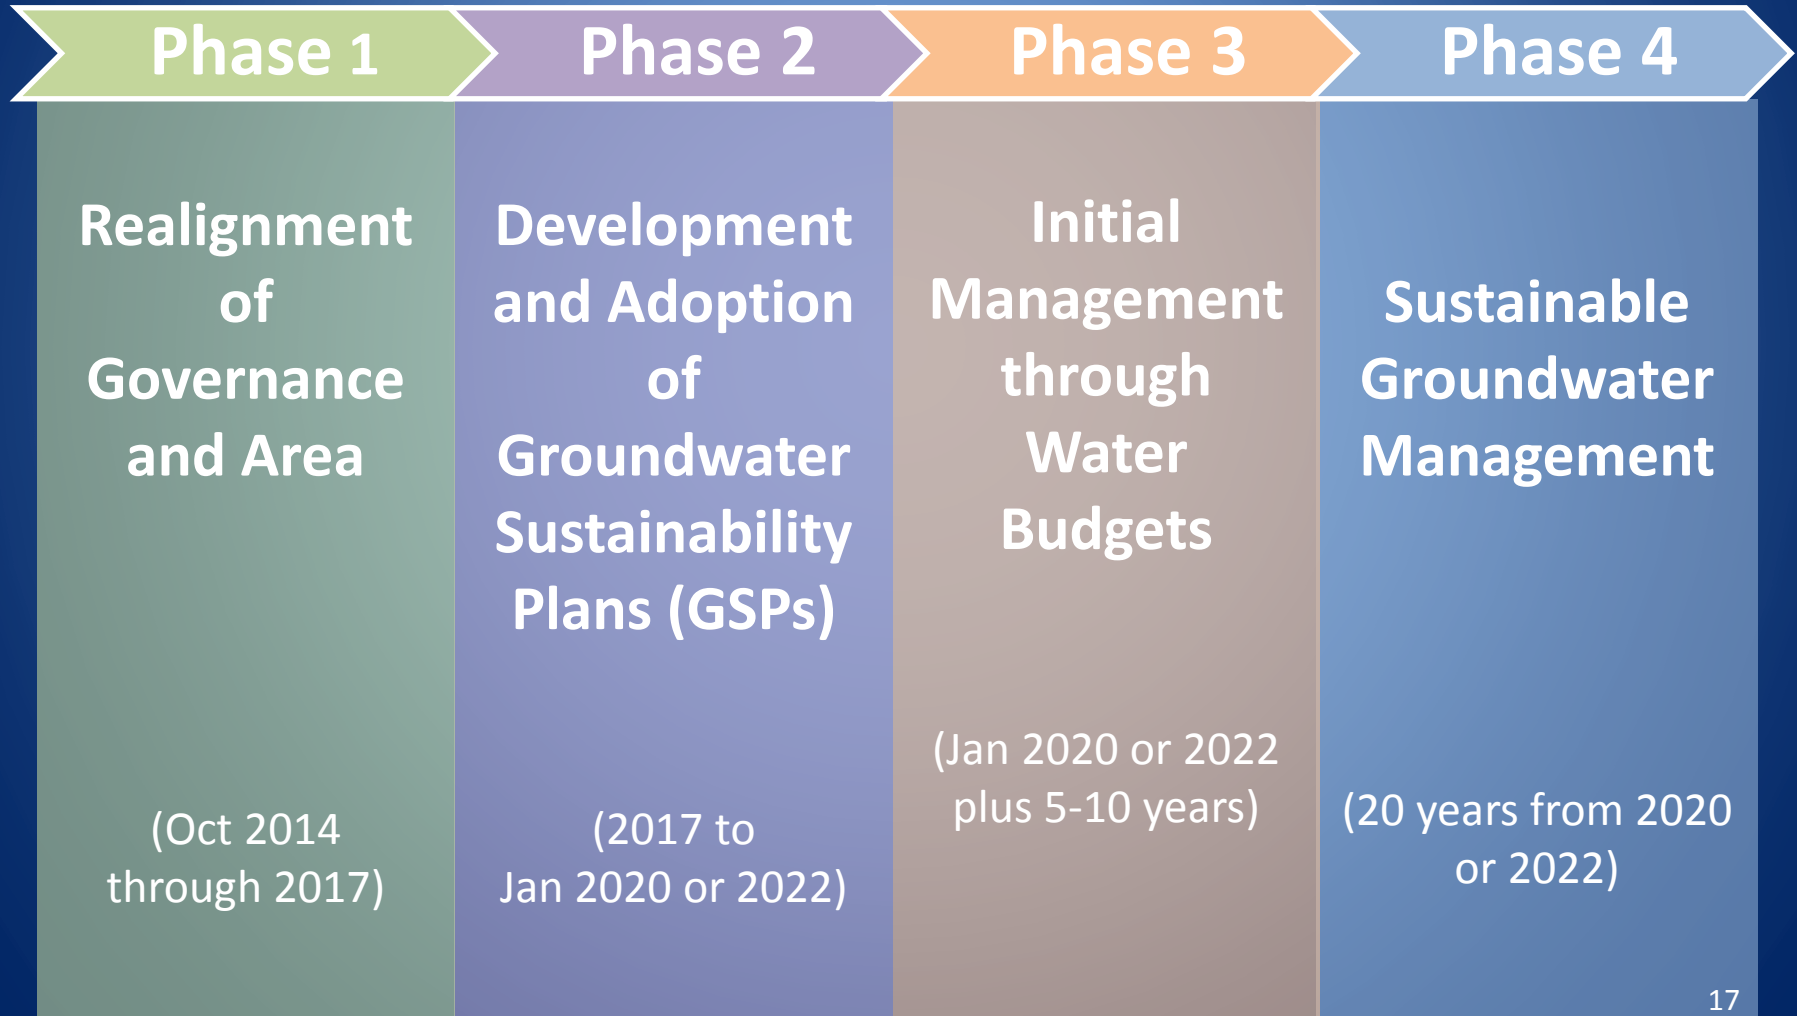 Phase 1
Phase 2
Phase 3
Phase 4
Realignment
of
Governance
and Area
(Oct 2014
through 2017)
Development
and Adoption
of
Groundwater
Sustainability
Plans (GSPs)
(2017 to
Jan 2020 or 2022)
Initial
Management
through
Water
Budgets
(Jan 2020 or 2022
plus 5-10 years)
Sustainable
Groundwater
Management
(20 years from 2020
or 2022)
17